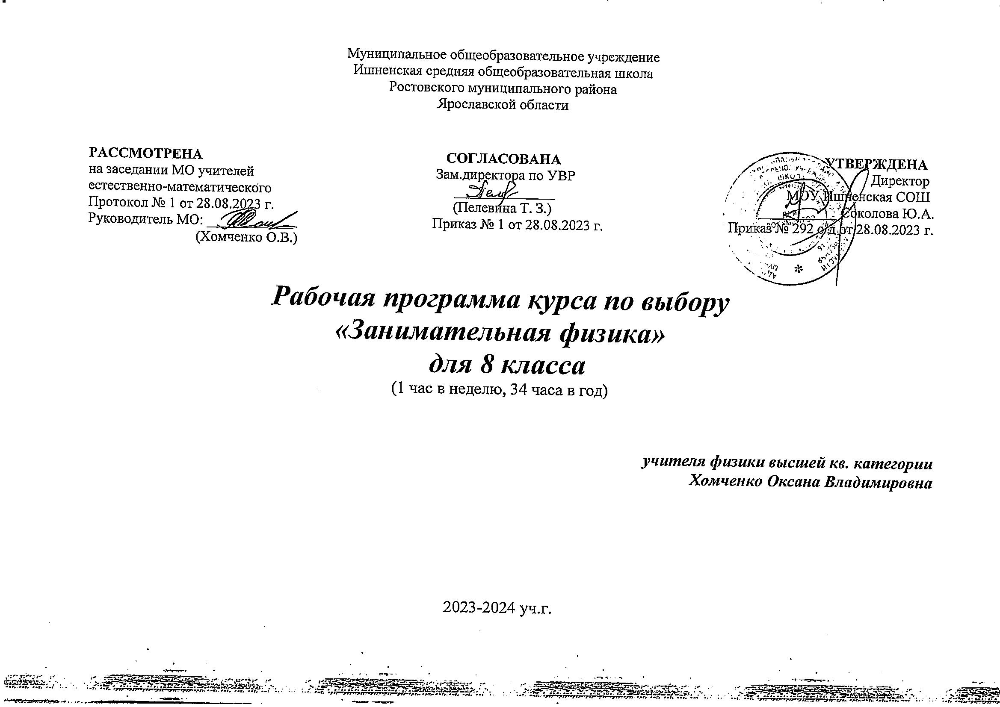 Муниципальное общеобразовательное учреждение
Ишненская средняя общеобразовательная школа
Ростовского муниципального района
Ярославской области
РАССМОТРЕНА
на заседании МО учителей
естественно-математического
Протокол № 1 от 28.08.2023 г.
Руководитель МО:
(Хомченко О.В.)
СОГЛАСОВАНА
Зам.директора по УВР
(Пелевина Т. З.)
Приказ № 1 от 28.08.2023 г.
УТВЕРЖДЕНА
Директор
МОУ Ишненская СОШ
Соколова Ю.А.
Приказ № 292 о/д от 28.08.2023 г.
Рабочая программа курса по выбору
«Занимательная физика»
для 8 класса
(1 час в неделю, 34 часа в год)
учителя физики высшей кв. категории
Хомченко Оксана Владимировна
2023-2024 уч.г.